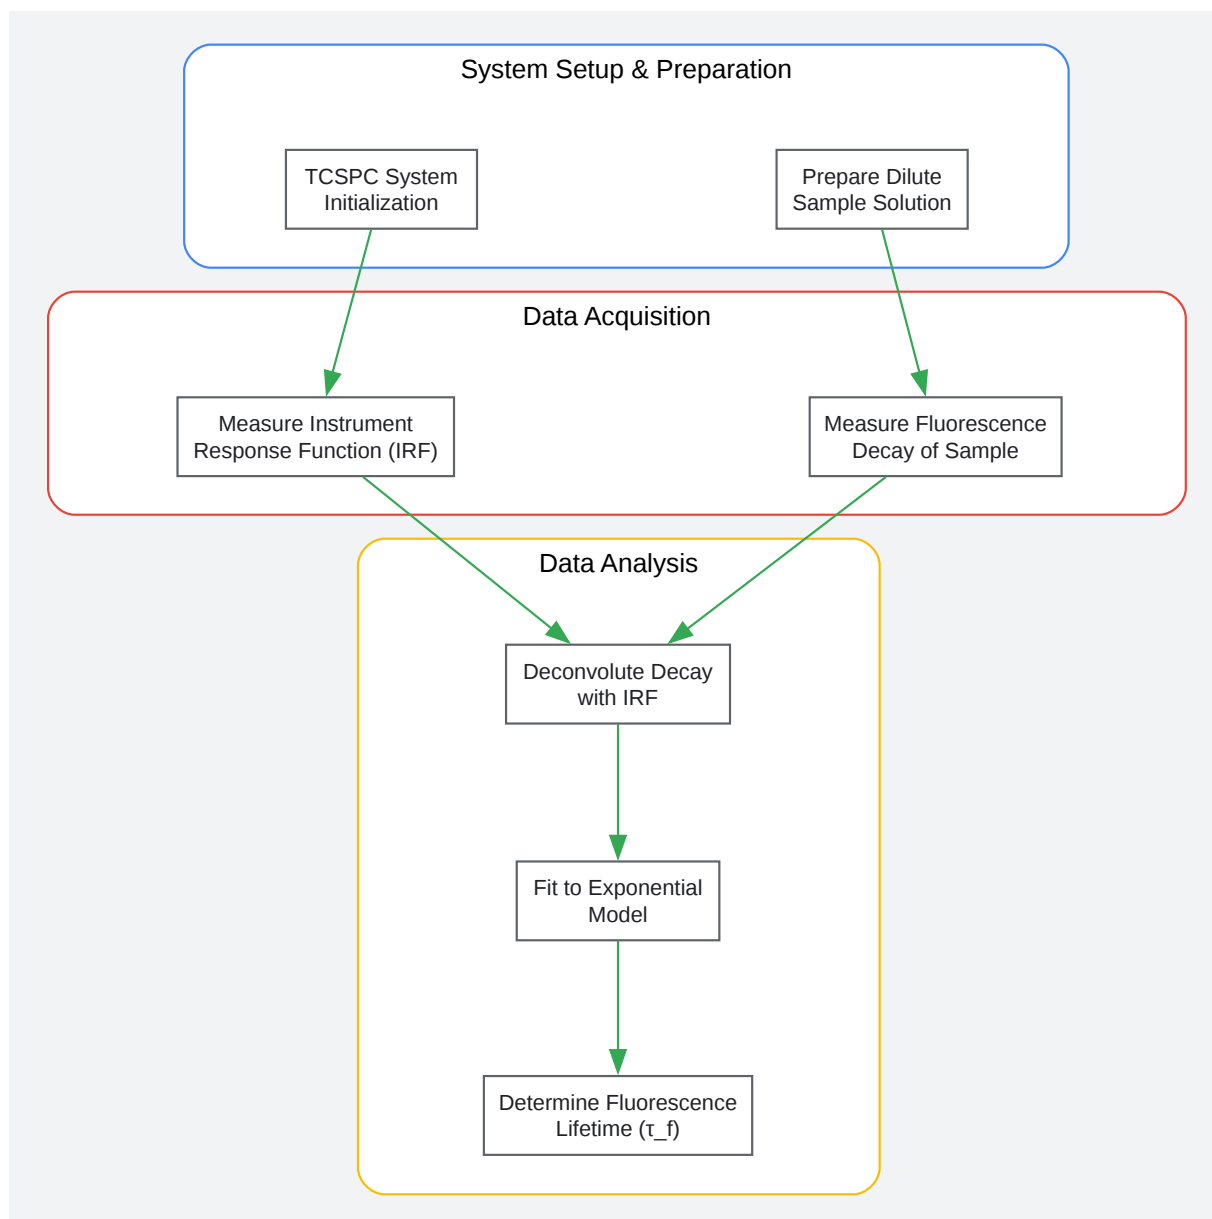 System Setup & Preparation
TCSPC System
Initialization
Prepare Dilute
Sample Solution
Data Acquisition
Measure Instrument
Response Function (IRF)
Measure Fluorescence
Decay of Sample
Data Analysis
Deconvolute Decay
with IRF
Fit to Exponential
Model
Determine Fluorescence
Lifetime (τ_f)